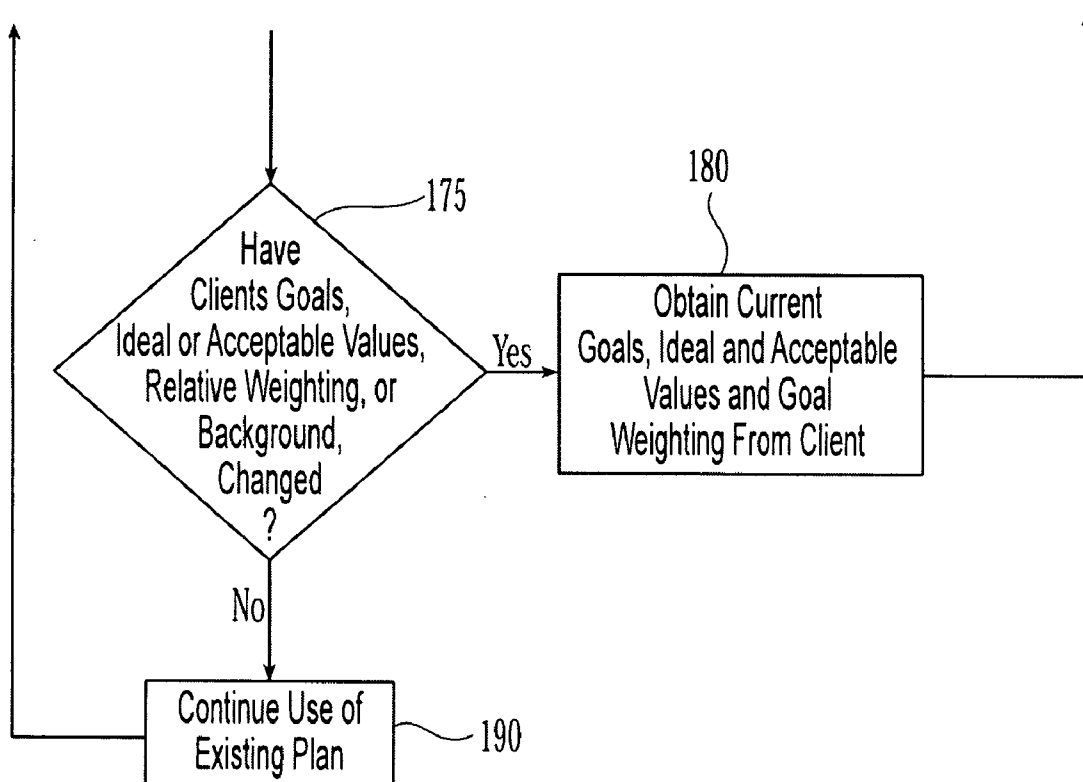 175
Have
Clients Goals,
Ideal or Acceptable Values,
Relative Weighting, or
Background,
Changed
?
Yes
180
Obtain Current
Goals, Ideal and Acceptable
Values and Goal
Weighting From Client
No
Continue Use of
Existing Plan
190